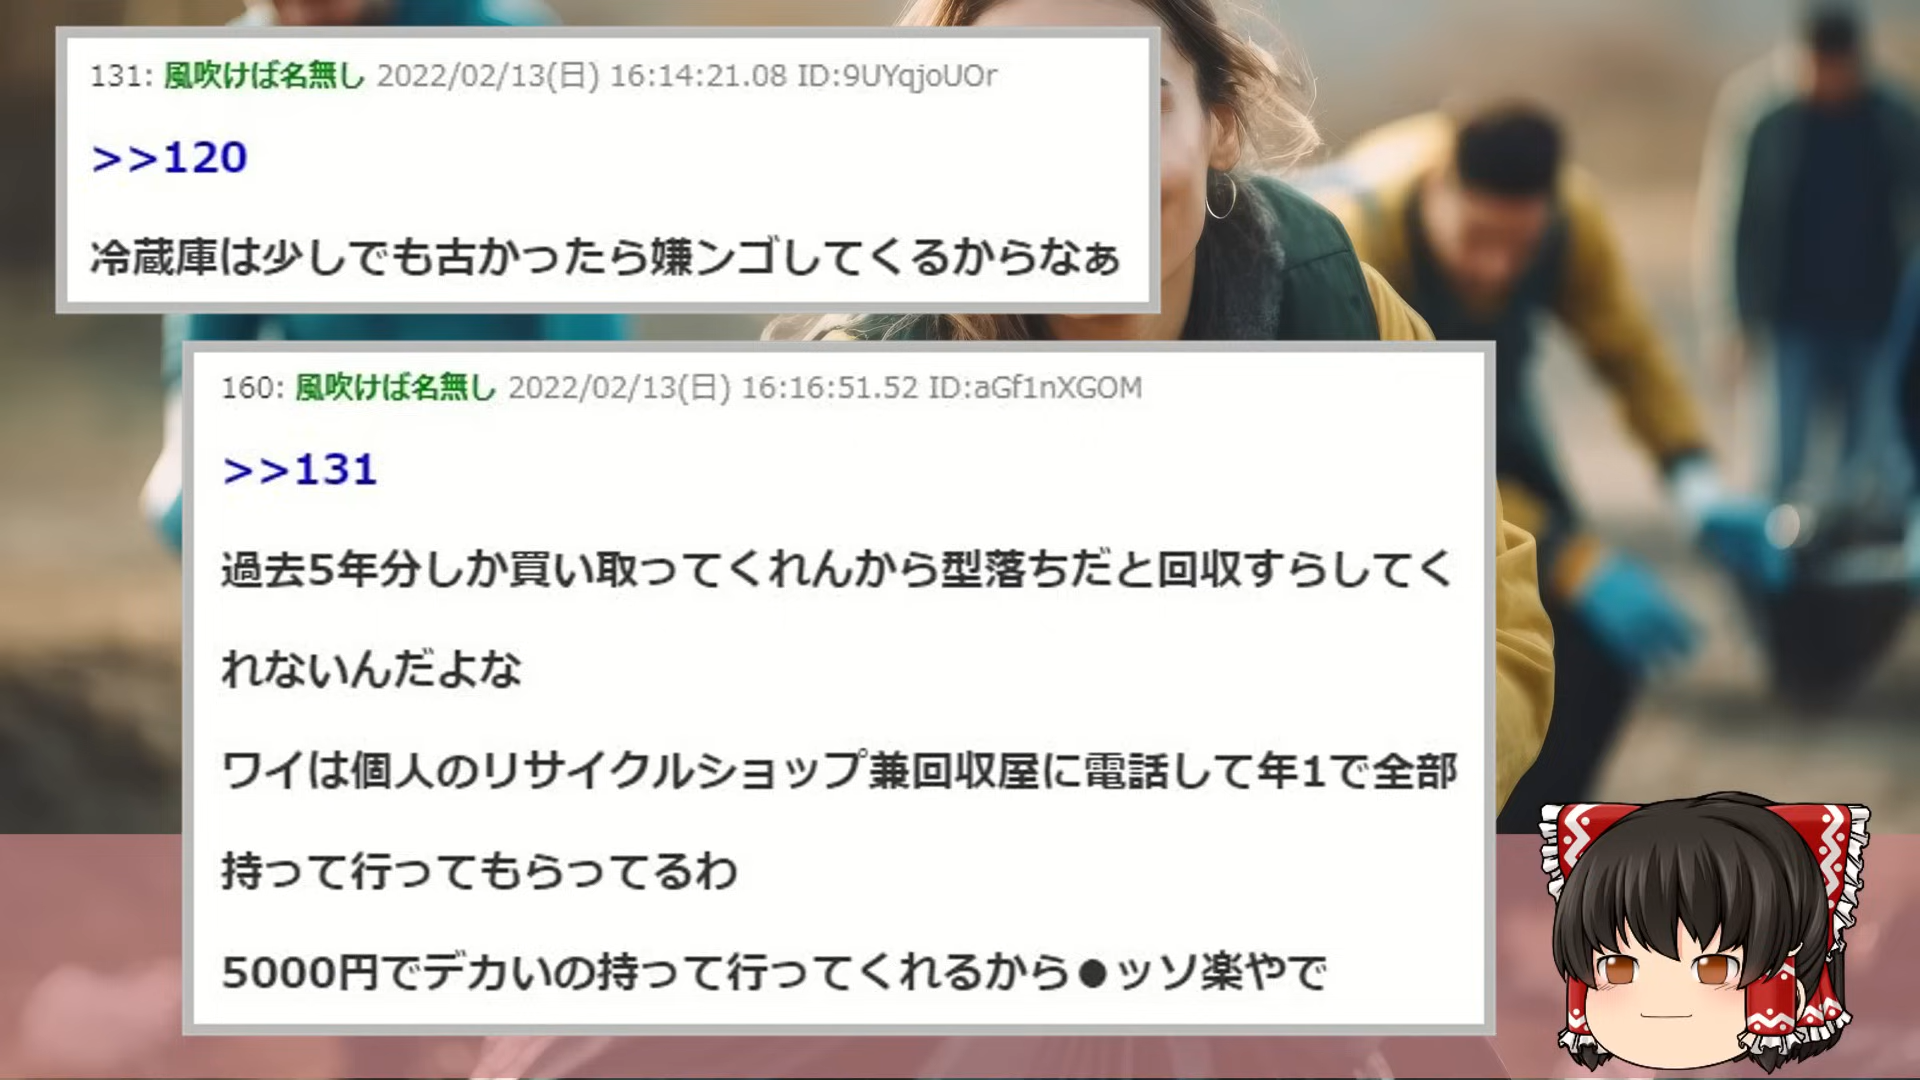 131: 風吹けば名無し 2022/02/13(日) 16:14:21.08 ID:9UYqjoUOr
>>120
冷蔵庫は少しでも古かったら嫌ンゴしてくるからなぁ
160: 風吹けば名無し 2022/02/13(日) 16:16:51.52 ID:aGf1nXGOM
>>131
過去5年分しか買い取ってくれんから型落ちだと回収すらしてく
れないんだよな
ワイは個人のリサイクルショップ兼回収屋に電話して年1で全部
持って行ってもらってるわ
5000円でデカいの持って行ってくれるから●ッソ楽やで